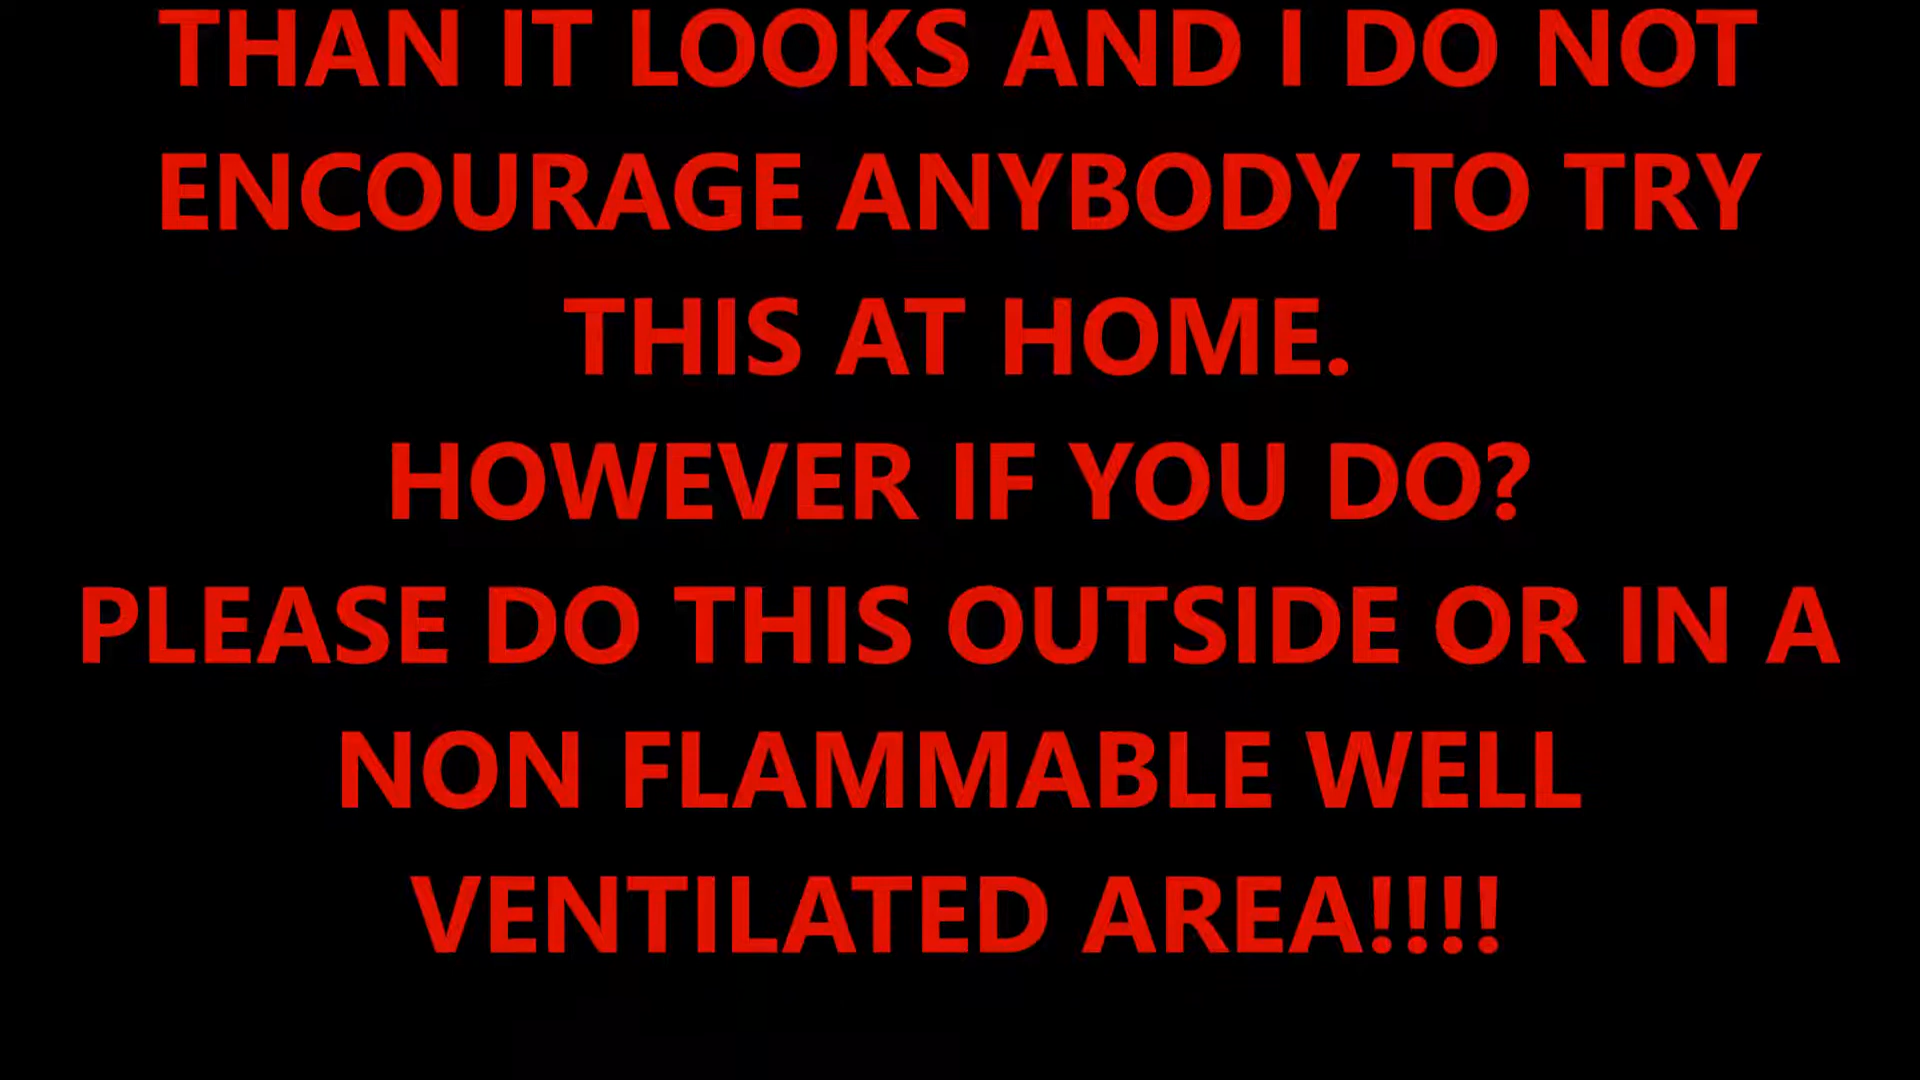 THAN IT LOOKS AND I DO NOT
ENCOURAGE ANYBODY TO TRY
THIS AT HOME.
HOWEVER IF YOU DO?
PLEASE DO THIS OUTSIDE OR IN A
NON FLAMMABLE WELL
VENTILATED AREA!!!!